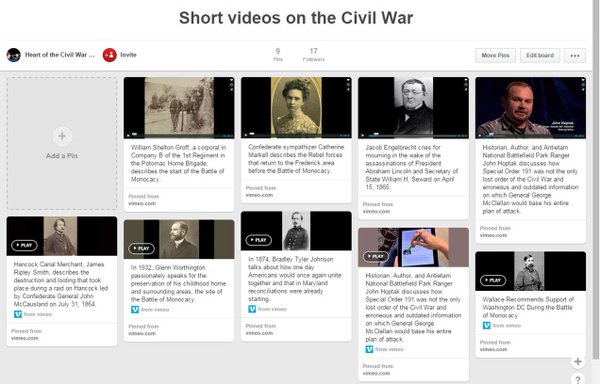 Short videos on the Civil War
Heart of the Civil War ...
Invite
9
Pins
17
Followers
Move Pins
Edit board
Add a Pin
William Shelton Groff, a corporal in
Company B of the 1st Regiment in
the Potomac Home Brigade,
describes the start of the Battle of
Monocacy.
Pinned from
vimeo.com
Confederate sympathizer Catherine
Markell describes the Rebel forces
that return to the Frederick area
before the Battle of Monocacy.
Pinned from
vimeo.com
Jacob Engelbrecht cries for
mourning in the wake of the
assassinations of President
Abraham Lincoln and Secretary of
State William H. Seward on April
15, 1865.
Pinned from
vimeo.com
John Hoptak
Historian, Author, and Antietam
National Battlefield Park Ranger
John Hoptak discusses how
Special Order 191 was not the only
lost order of the Civil War and
erroneous and outdated information
on which General George
McClellan would base his entire
plan of attack.
Pinned from
vimeo.com
PLAY
Hancock Canal Merchant, James
Ripley Smith, describes the
destruction and looting that took
place during a raid on Hancock led
by Confederate General John
McCausland on July 31, 1864.
from vimeo
Pinned from
vimeo.com
PLAY
In 1932, Glenn Worthington
passionately speaks for the
preservation of his childhood home
and surrounding areas, the site of
the Battle of Monocacy.
from vimeo
Pinned from
vimeo.com
PLAY
In 1874, Bradley Tyler Johnson
talks about how one day
Americans would once again unite
together and that in Maryland
reconciliations were already
starting.
from vimeo
Pinned from
vimeo.com
PLAY
Historian, Author, and Antietam
National Battlefield Park Ranger
John Hoptak discusses how
Special Order 191 was not the only
lost order of the Civil War and
erroneous and outdated information
on which General George
McClellan would base his entire
plan of attack.
from vimeo
Pinned from
vimeo.com
PLAY
Wallace Recommends Support of
Washington DC During the Battle
of Monocacy
from vimeo
Pinned from
vimeo.com
+
?